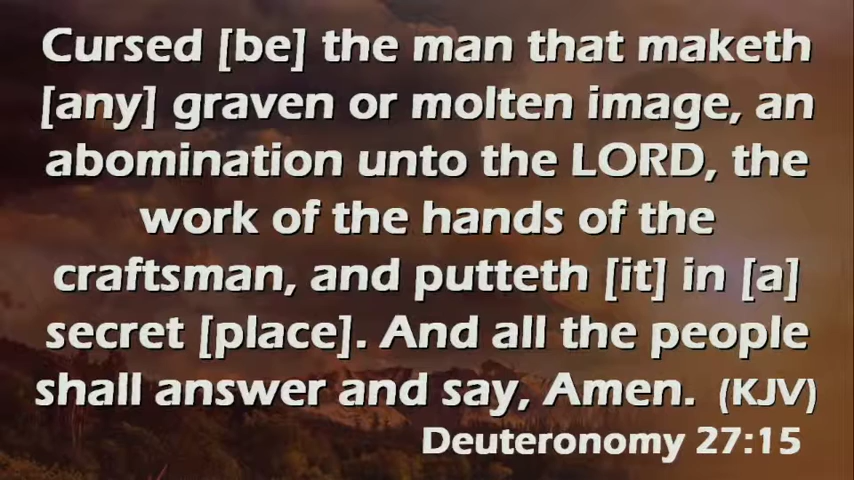 Cursed [be] the man that maketh
[any] graven or molten image, an
abomination unto the LORD, the
work of the hands of the
craftsman, and putteth [it] in [a]
secret [place]. And all the people
shall answer and say, Amen. (KJV)
Deuteronomy 27:15